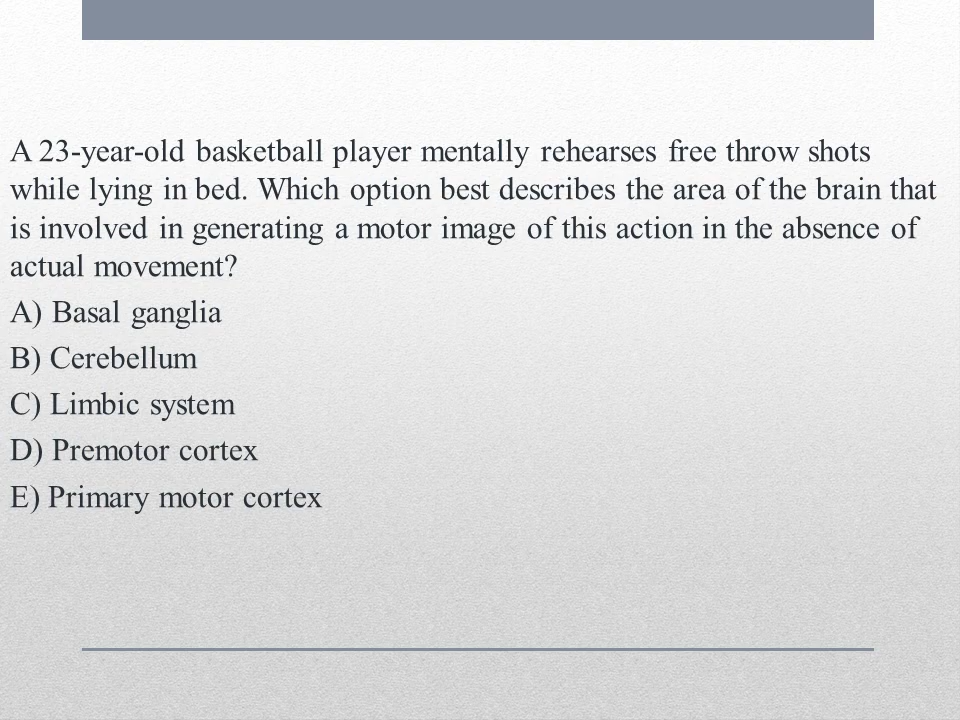 A 23-year-old basketball player mentally rehearses free throw shots
while lying in bed. Which option best describes the area of the brain that
is involved in generating a motor image of this action in the absence of
actual movement?
A) Basal ganglia
B) Cerebellum
C) Limbic system
D) Premotor cortex
E) Primary motor cortex